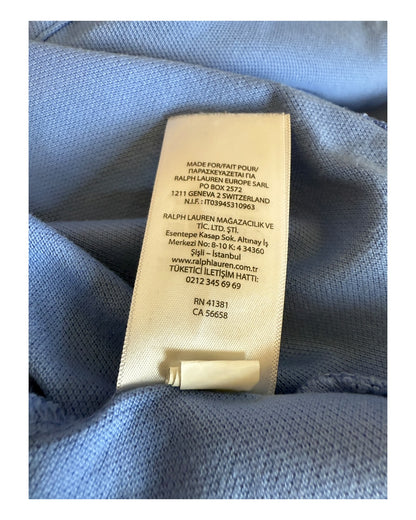 MADE FOR/FAIT POUR/
ΠΑΡΑΣΚΕΥΑΖΕΤΑΙ ΓΙΑ
RALPH LAUREN EUROPE SARL
PO BOX 2572
1211 GENEVA 2 SWITZERLAND
N.I.F.: IT03945310963
RALPH LAUREN MAĞAZACILIK VE
TİC. LTD. ŞTİ.
Esentepe Kasap Sok. Altınay İş
Merkezi No: 8-10 K: 4 34360
Şişli – İstanbul
www.ralphlauren.com.tr
TÜKETİCİ İLETİŞİM HATTI:
0212 345 69 69
RN 41381
CA 56658